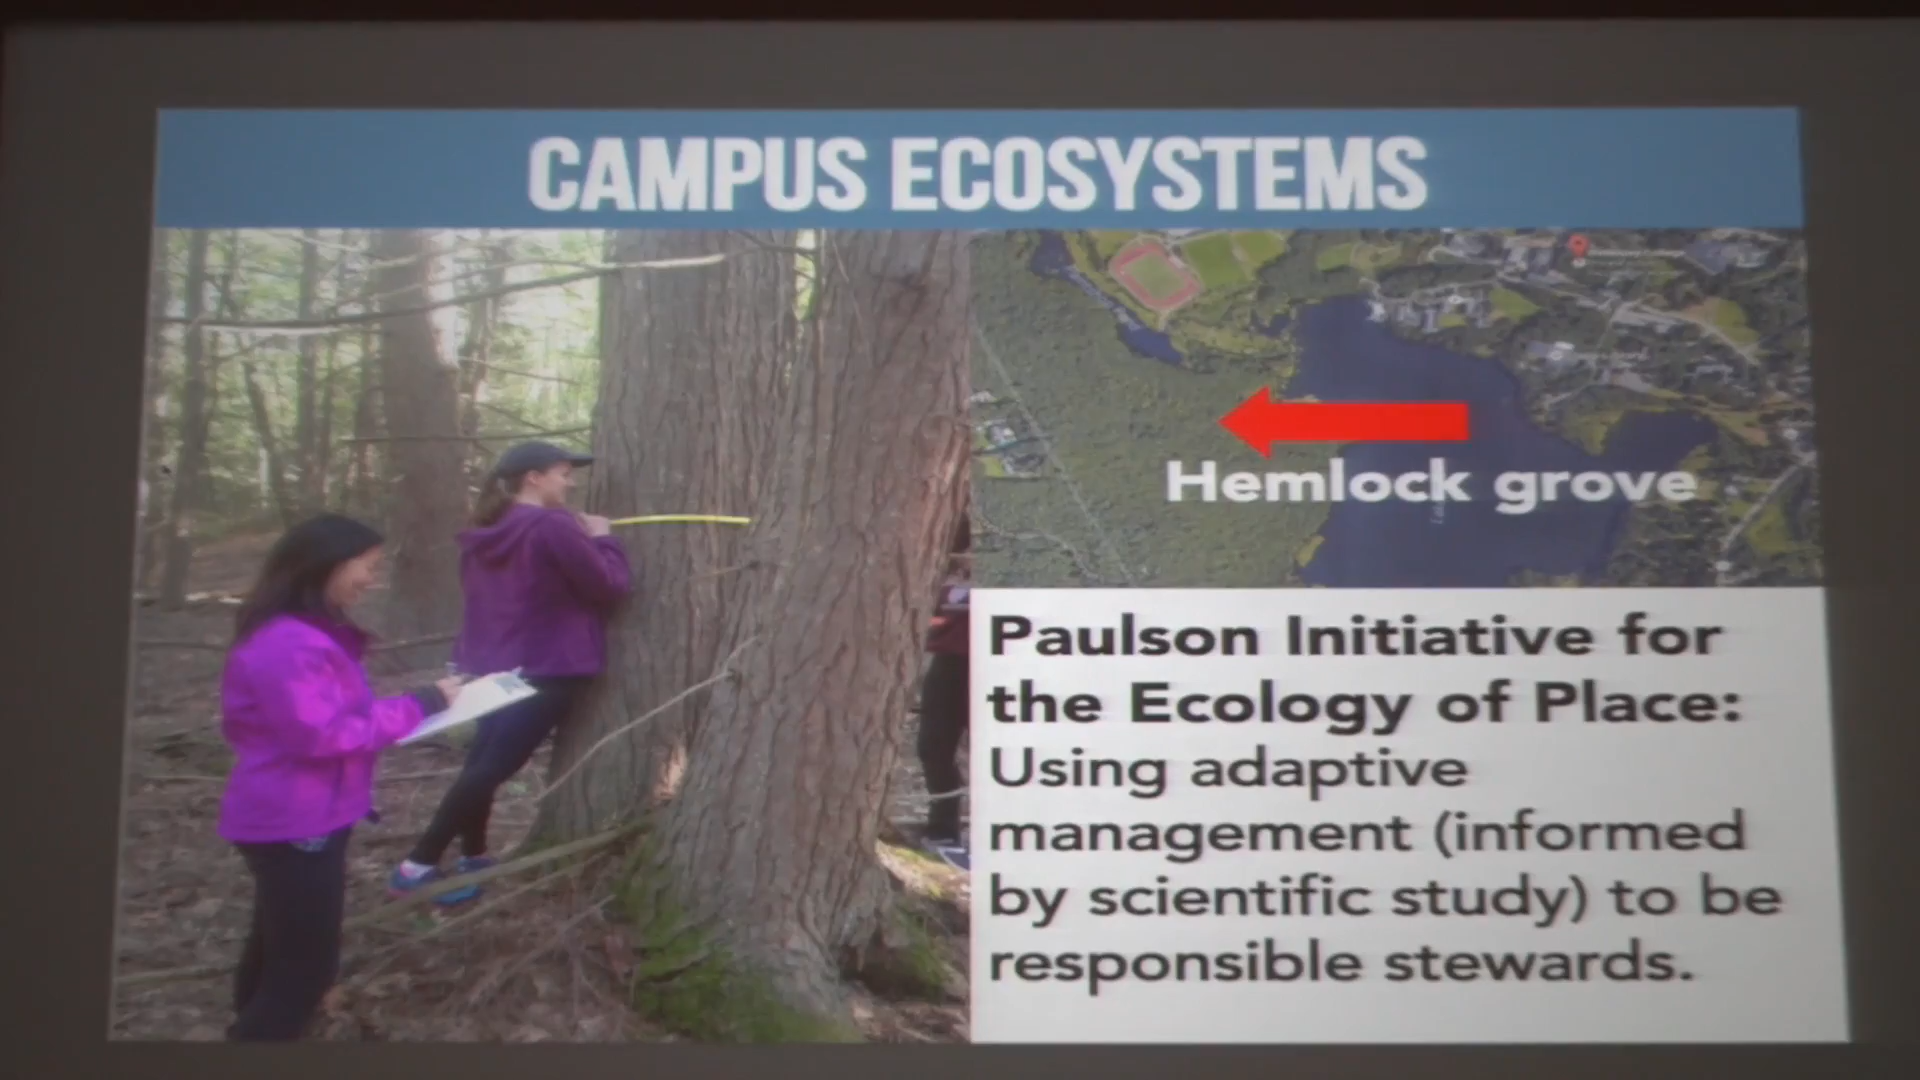 CAMPUS ECOSYSTEMS
Hemlock grove
Paulson Initiative for
the Ecology of Place:
Using adaptive
management (informed
by scientific study) to be
responsible stewards.